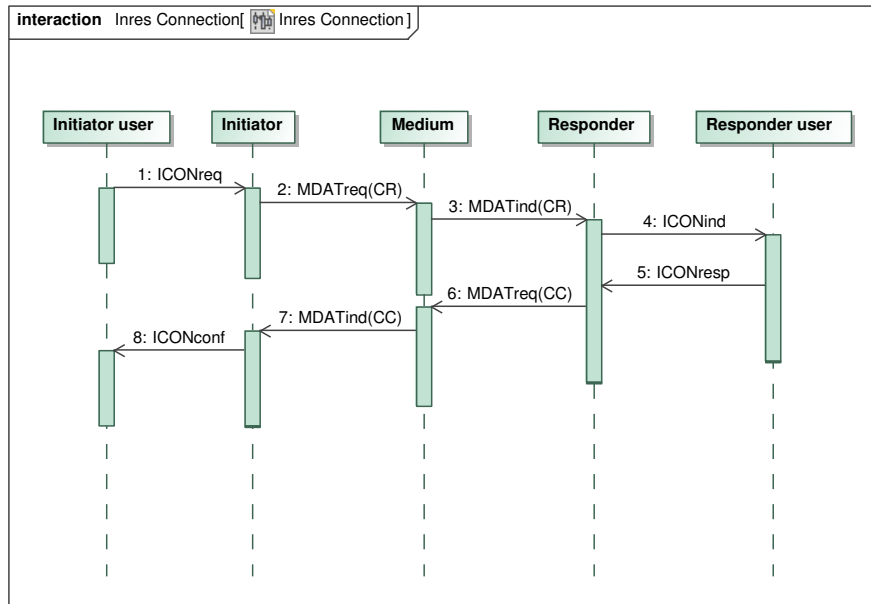 interaction Inres Connection[ Inres Connection]
Initiator user Initiator Medium Responder Responder user
1: ICONreq
2: MDATreq(CR)
3: MDATind(CR)
4: ICONind
5: ICONresp
6: MDATreq(CC)
7: MDATind(CC)
8: ICONconf